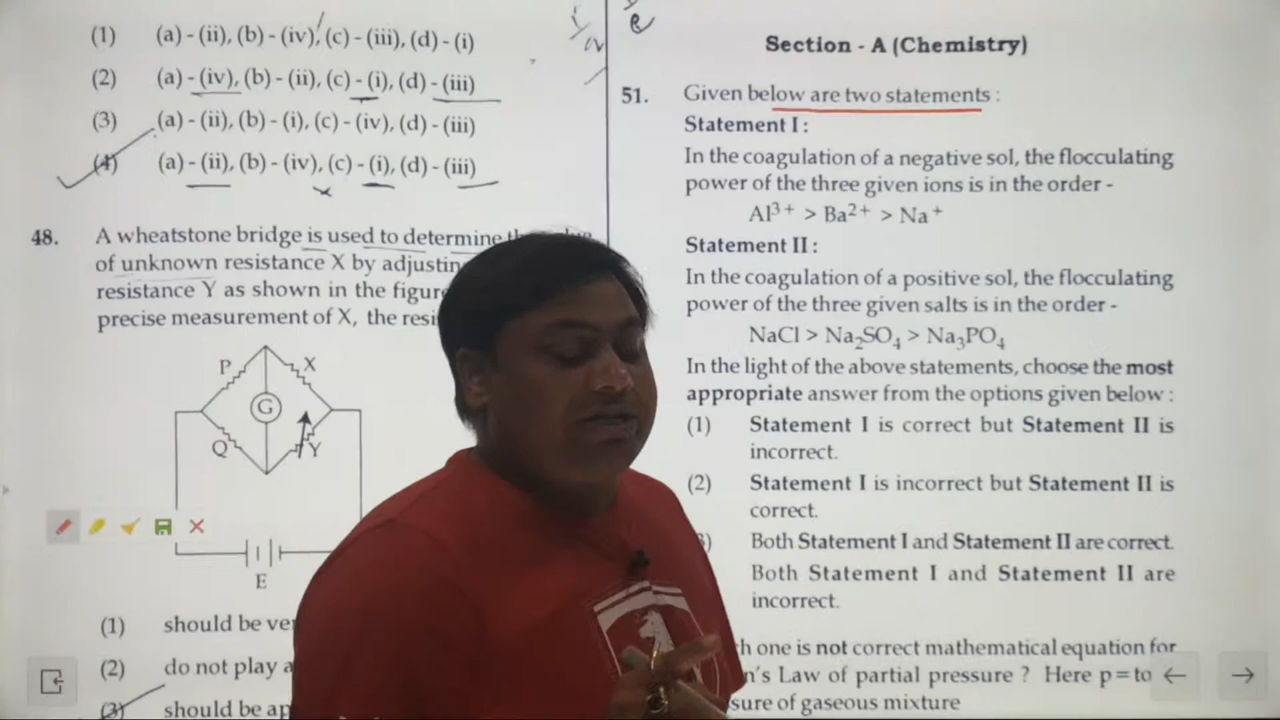 (1) (a) - (ii), (b) - (iv), (c) - (iii), (d) - (i)
(2) (a) - (iv), (b) - (ii), (c) - (i), (d) - (iii)
(3) (a) - (ii), (b) - (i), (c) - (iv), (d) - (iii)
(4) (a) - (ii), (b) - (iv), (c) - (i), (d) - (iii)
48. A wheatstone bridge is used to determine
of unknown resistance X by
resistance Y as shown in the
precise measurement of X, the
P X
G
Q Y
E
(1) should be
(2) do not play
(3) should be
Section - A (Chemistry)
51. Given below are two statements :
Statement I :
In the coagulation of a negative sol, the flocculating
power of the three given ions is in the order -
Al³⁺ > Ba²⁺ > Na⁺
Statement II :
In the coagulation of a positive sol, the flocculating
power of the three given salts is in the order -
NaCl > Na₂SO₄ > Na₃PO₄
In the light of the above statements, choose the most
appropriate answer from the options given below :
(1) Statement I is correct but Statement II is
incorrect.
(2) Statement I is incorrect but Statement II is
correct.
Both Statement I and Statement II are correct.
Both Statement I and Statement II are
incorrect.
one is not correct mathematical equation for
Law of partial pressure ? Here p = to
of gaseous mixture